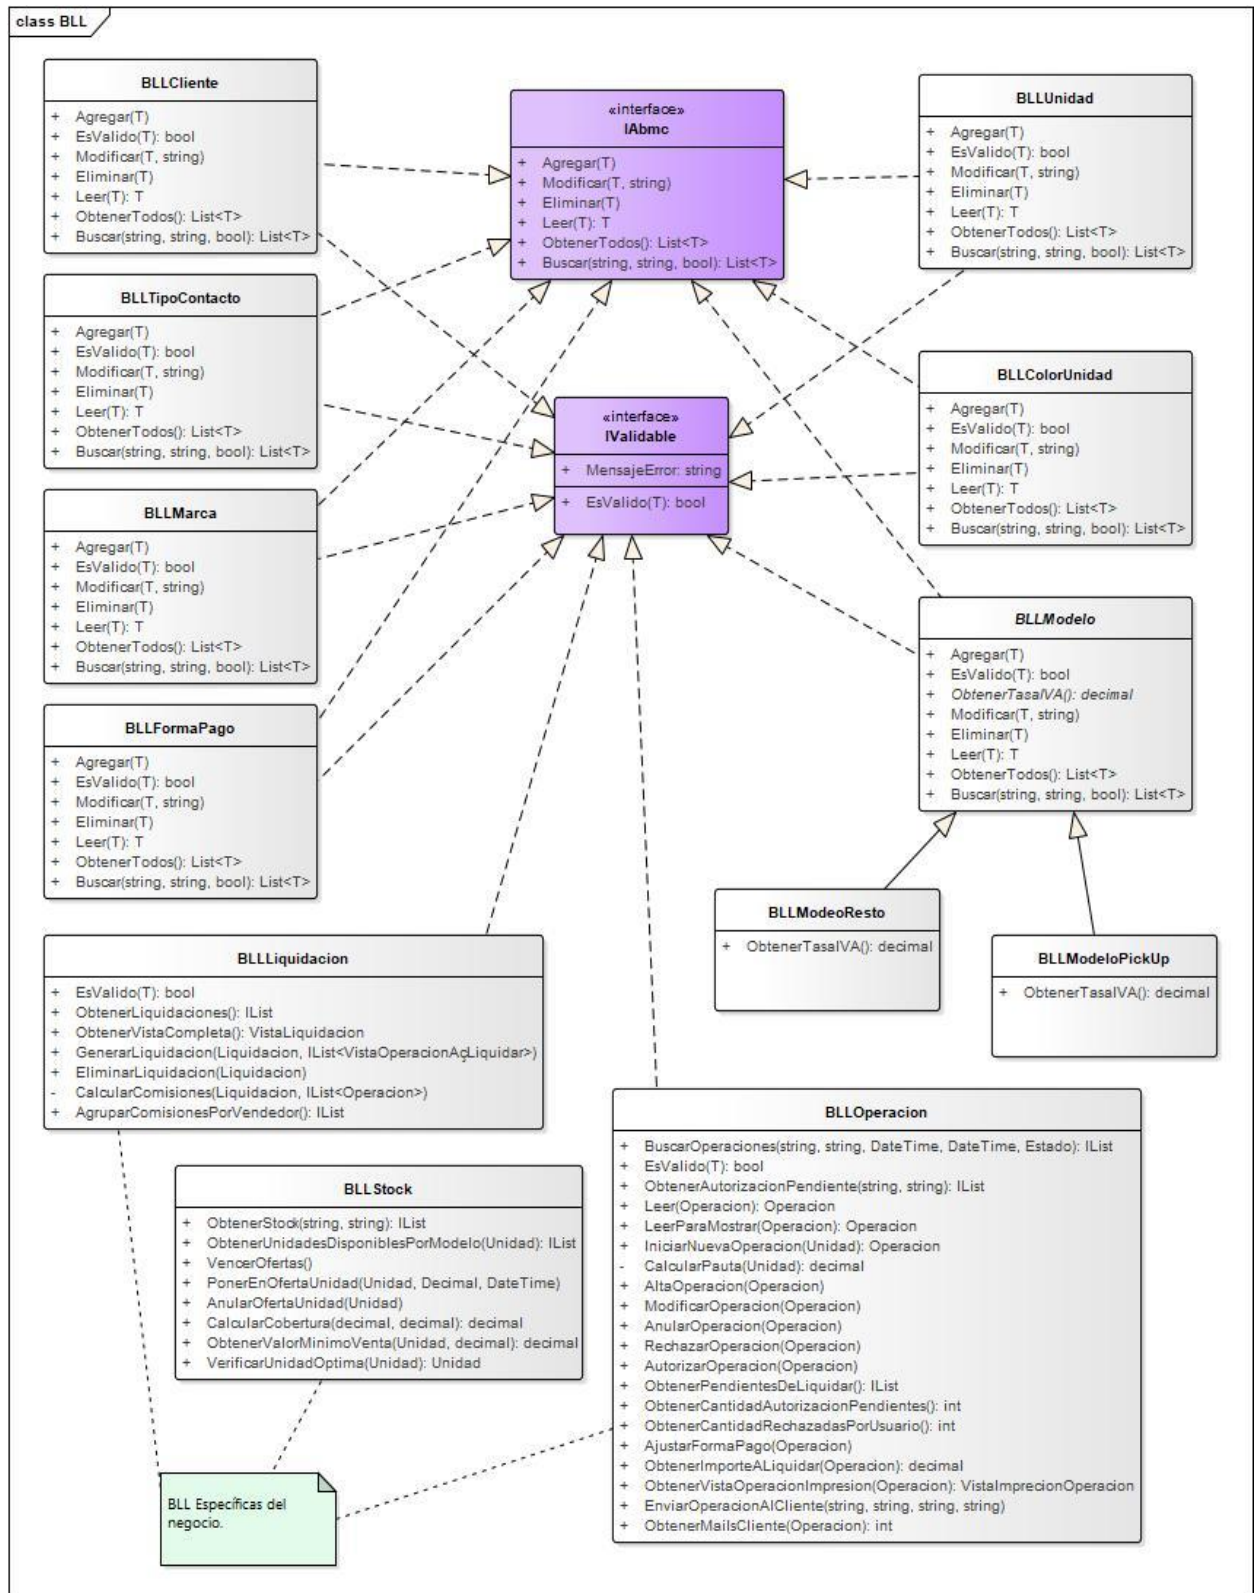 class BLL
BLLCliente
+ Agregar(T)
+ EsValido(T): bool
+ Modificar(T, string)
+ Eliminar(T)
+ Leer(T): T
+ ObtenerTodos(): List<T>
+ Buscar(string, string, bool): List<T>
«interface»
IAbmc
+ Agregar(T)
+ Modificar(T, string)
+ Eliminar(T)
+ Leer(T): T
+ ObtenerTodos(): List<T>
+ Buscar(string, string, bool): List<T>
BLLUnidad
+ Agregar(T)
+ EsValido(T): bool
+ Modificar(T, string)
+ Eliminar(T)
+ Leer(T): T
+ ObtenerTodos(): List<T>
+ Buscar(string, string, bool): List<T>
BLLTipoContacto
+ Agregar(T)
+ EsValido(T): bool
+ Modificar(T, string)
+ Eliminar(T)
+ Leer(T): T
+ ObtenerTodos(): List<T>
+ Buscar(string, string, bool): List<T>
«interface»
IValidable
+ MensajeError: string
+ EsValido(T): bool
BLLColorUnidad
+ Agregar(T)
+ EsValido(T): bool
+ Modificar(T, string)
+ Eliminar(T)
+ Leer(T): T
+ ObtenerTodos(): List<T>
+ Buscar(string, string, bool): List<T>
BLLMarca
+ Agregar(T)
+ EsValido(T): bool
+ Modificar(T, string)
+ Eliminar(T)
+ Leer(T): T
+ ObtenerTodos(): List<T>
+ Buscar(string, string, bool): List<T>
BLLModelo
+ Agregar(T)
+ EsValido(T): bool
+ ObtenerTasaIVA(): decimal
+ Modificar(T, string)
+ Eliminar(T)
+ Leer(T): T
+ ObtenerTodos(): List<T>
+ Buscar(string, string, bool): List<T>
BLLFormaPago
+ Agregar(T)
+ EsValido(T): bool
+ Modificar(T, string)
+ Eliminar(T)
+ Leer(T): T
+ ObtenerTodos(): List<T>
+ Buscar(string, string, bool): List<T>
BLLModeoResto
+ ObtenerTasaIVA(): decimal
BLLModeloPickUp
+ ObtenerTasaIVA(): decimal
BLLLiquidacion
+ EsValido(T): bool
+ ObtenerLiquidaciones(): IList
+ ObtenerVistaCompleta(): VistaLiquidacion
+ GenerarLiquidacion(Liquidacion, IList<VistaOperacionAçLiquidar>)
+ EliminarLiquidacion(Liquidacion)
- CalcularComisiones(Liquidacion, IList<Operacion>)
+ AgruparComisionesPorVendedor(): IList
BLLStock
+ ObtenerStock(string, string): IList
+ ObtenerUnidadesDisponiblesPorModelo(Unidad): IList
+ VencerOfertas()
+ PonerEnOfertaUnidad(Unidad, Decimal, DateTime)
+ AnularOfertaUnidad(Unidad)
+ CalcularCobertura(decimal, decimal): decimal
+ ObtenerValorMinimoVenta(Unidad, decimal): decimal
+ VerificarUnidadOptima(Unidad): Unidad
BLLOperacion
+ BuscarOperaciones(string, string, DateTime, DateTime, Estado): IList
+ EsValido(T): bool
+ ObtenerAutorizacionPendiente(string, string): IList
+ Leer(Operacion): Operacion
+ LeerParaMostrar(Operacion): Operacion
+ IniciarNuevaOperacion(Unidad): Operacion
- CalcularPauta(Unidad): decimal
+ AltaOperacion(Operacion)
+ ModificarOperacion(Operacion)
+ AnularOperacion(Operacion)
+ RechazarOperacion(Operacion)
+ AutorizarOperacion(Operacion)
+ ObtenerPendientesDeLiquidar(): IList
+ ObtenerCantidadAutorizacionPendientes(): int
+ ObtenerCantidadRechazadasPorUsuario(): int
+ AjustarFormaPago(Operacion)
+ ObtenerImporteALiquidar(Operacion): decimal
+ ObtenerVistaOperacionImpresion(Operacion): VistaImprecionOperacion
+ EnviarOperacionAlCliente(string, string, string, string)
+ ObtenerMailsCliente(Operacion): int
BLL Específicas del
negocio.